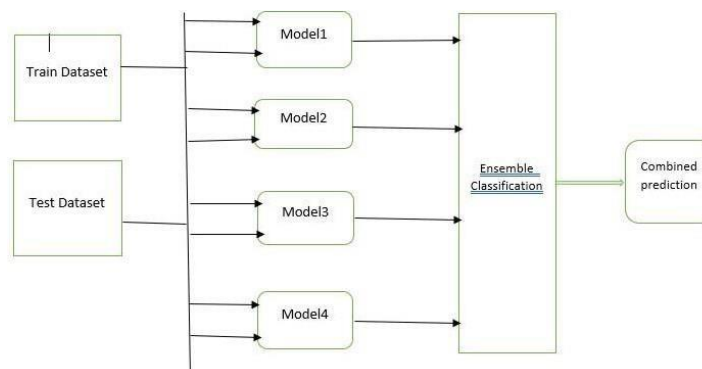 Train Dataset
Test Dataset
Model1
Model2
Model3
Model4
Ensemble
Classification
Combined
prediction